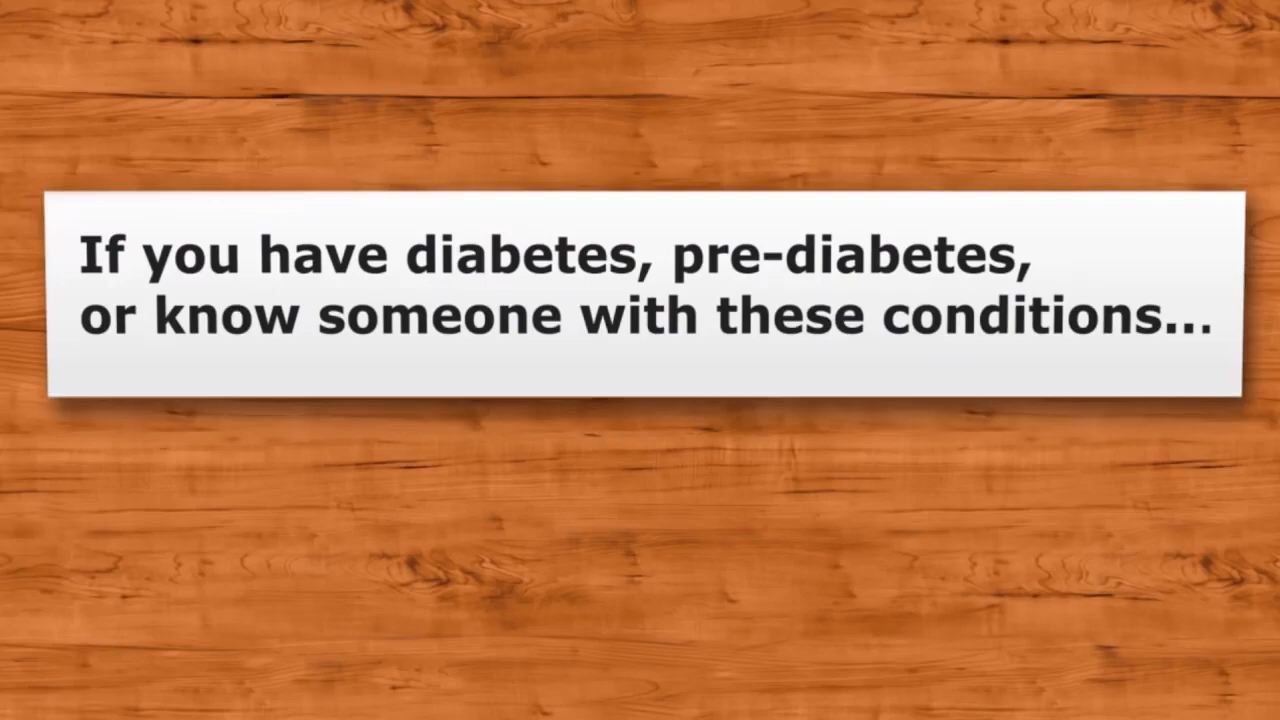 If you have diabetes, pre-diabetes,
or know someone with these conditions...